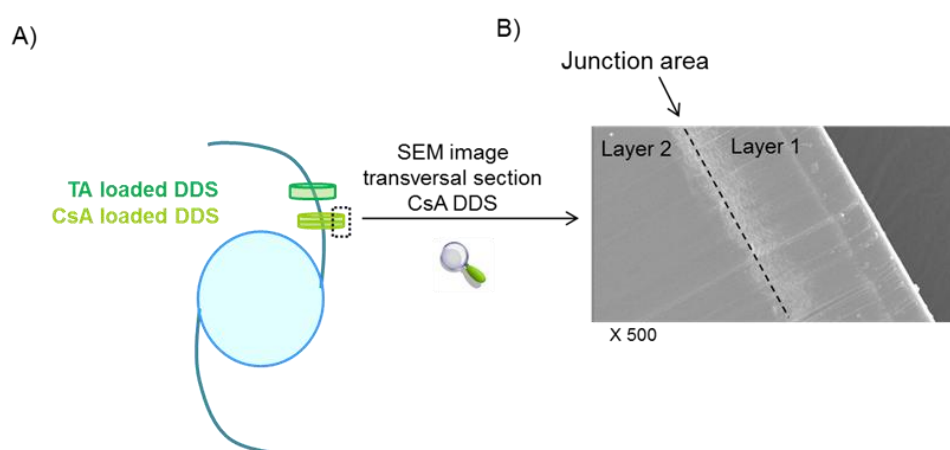 A)
B)
Junction area
Layer 2
Layer 1
TA loaded DDS
CsA loaded DDS
SEM image
transversal section
CsA DDS
X 500